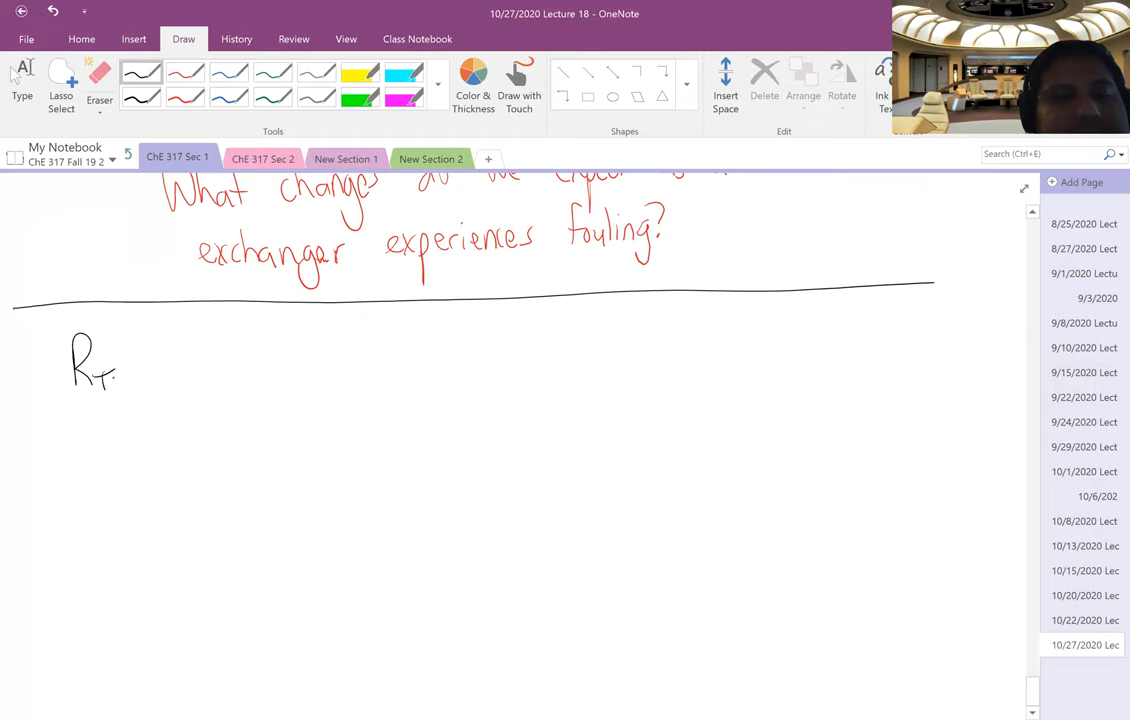 10/27/2020 Lecture 18 - OneNote
File Home Insert Draw History Review View Class Notebook
Type
Lasso Select
Eraser
Color & Thickness
Draw with Touch
Insert Space
Delete
Arrange
Rotate
Ink
Tex
Tools
Shapes
Edit
My Notebook
ChE 317 Fall 19 2
ChE 317 Sec 1
ChE 317 Sec 2
New Section 1
New Section 2
Search (Ctrl+E)
Add Page
8/25/2020 Lect
8/27/2020 Lect
9/1/2020 Lectu
9/3/2020
9/8/2020 Lectu
9/10/2020 Lect
9/15/2020 Lect
9/22/2020 Lect
9/24/2020 Lect
9/29/2020 Lect
10/1/2020 Lect
10/6/202
10/8/2020 Lect
10/13/2020 Lec
10/15/2020 Lec
10/20/2020 Lec
10/22/2020 Lec
10/27/2020 Lec
What changes do we
exchanger experiences fouling?
R_T